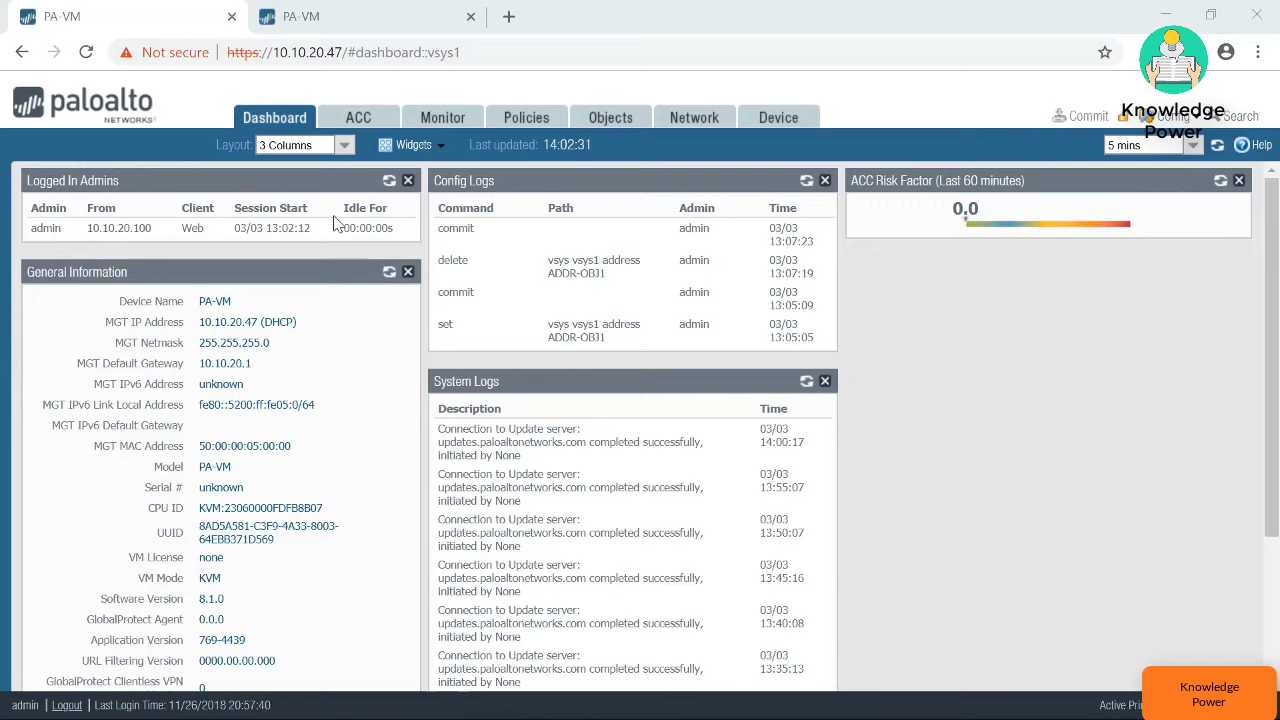 PA-VM
PA-VM
Not secure https://10.10.20.47/#dashboard::vsys1
paloalto
NETWORKS
Dashboard ACC Monitor Policies Objects Network Device
Commit Config Search
Knowledge
Power
Layout: 3 Columns Widgets Last updated: 14:02:31 5 mins Help
Logged In Admins
Admin From Client Session Start Idle For
admin 10.10.20.100 Web 03/03 13:02:12 00:00:00s
General Information
Device Name PA-VM
MGT IP Address 10.10.20.47 (DHCP)
MGT Netmask 255.255.255.0
MGT Default Gateway 10.10.20.1
MGT IPv6 Address unknown
MGT IPv6 Link Local Address fe80::5200:ff:fe05:0/64
MGT IPv6 Default Gateway
MGT MAC Address 50:00:00:05:00:00
Model PA-VM
Serial # unknown
CPU ID KVM:23060000FDFB8B07
UUID 8AD5A581-C3F9-4A33-8003-
64EBB371D569
VM License none
VM Mode KVM
Software Version 8.1.0
GlobalProtect Agent 0.0.0
Application Version 769-4439
URL Filtering Version 0000.00.00.000
GlobalProtect Clientless VPN 0
Config Logs
Command Path Admin Time
commit admin 03/03
13:07:23
delete vsys vsys1 address admin 03/03
ADDR-OBJ1 13:07:19
commit admin 03/03
13:05:09
set vsys vsys1 address admin 03/03
ADDR-OBJ1 13:05:05
System Logs
Description Time
Connection to Update server: 03/03
updates.paloaltonetworks.com completed successfully, 14:00:17
initiated by None
Connection to Update server: 03/03
updates.paloaltonetworks.com completed successfully, 13:55:07
initiated by None
Connection to Update server: 03/03
updates.paloaltonetworks.com completed successfully, 13:50:07
initiated by None
Connection to Update server: 03/03
updates.paloaltonetworks.com completed successfully, 13:45:16
initiated by None
Connection to Update server: 03/03
updates.paloaltonetworks.com completed successfully, 13:40:08
initiated by None
Connection to Update server: 03/03
updates.paloaltonetworks.com completed successfully, 13:35:13
initiated by None
ACC Risk Factor (Last 60 minutes)
0.0
admin | Logout | Last Login Time: 11/26/2018 20:57:40
Knowledge
Power